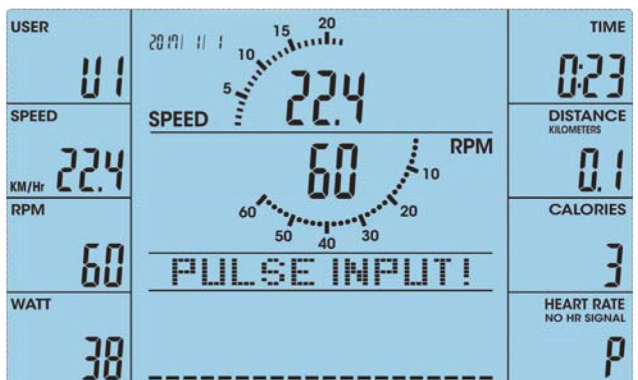 USER
U1
SPEED
KM/Hr 22.4
RPM
60
WATT
38
2019/ 1/ 1
5
10
15
20
SPEED
22.4
RPM
60
10
20
30
40
50
60
PULSE INPUT!
TIME
0:23
DISTANCE
KILOMETERS
0.1
CALORIES
3
HEART RATE
NO HR SIGNAL
P